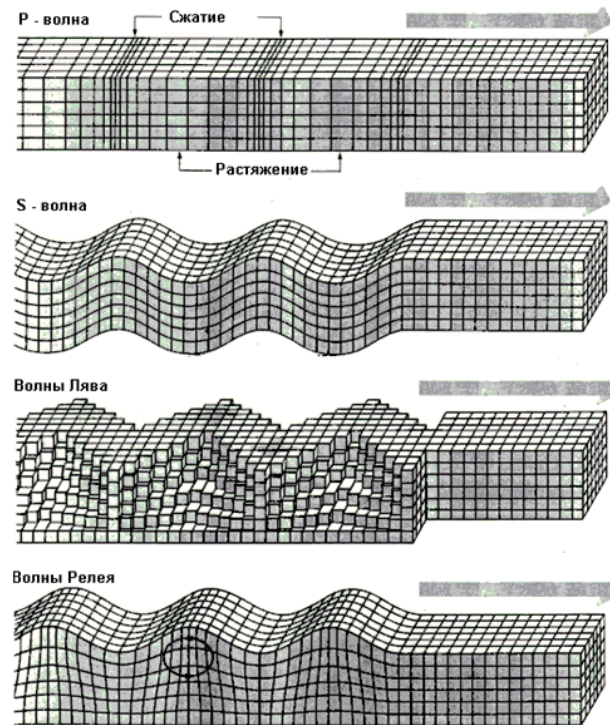 P - волна
Сжатие
Растяжение
S - волна
Волны Лява
Волны Релея